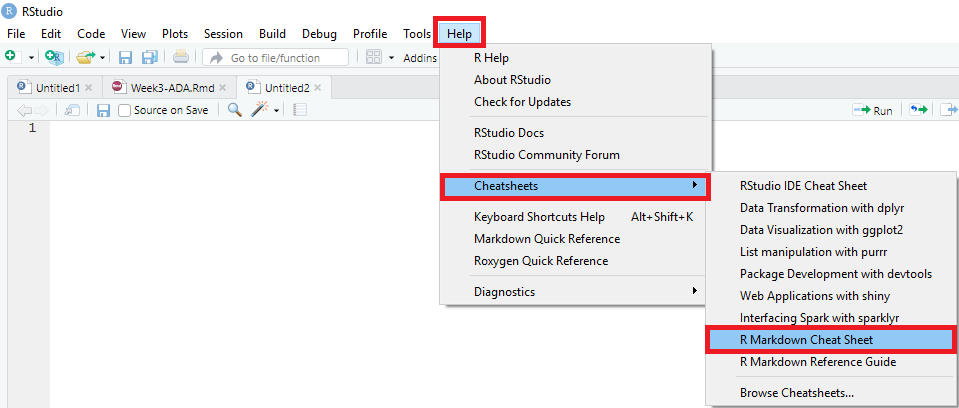 RStudio
File Edit Code View Plots Session Build Debug Profile Tools Help
Go to file/function Addins
Untitled1 Week3-ADA.Rmd Untitled2
Source on Save Run
1
R Help
About RStudio
Check for Updates
RStudio Docs
RStudio Community Forum
Cheatsheets
Keyboard Shortcuts Help Alt+Shift+K
Markdown Quick Reference
Roxygen Quick Reference
Diagnostics
RStudio IDE Cheat Sheet
Data Transformation with dplyr
Data Visualization with ggplot2
List manipulation with purrr
Package Development with devtools
Web Applications with shiny
Interfacing Spark with sparklyr
R Markdown Cheat Sheet
R Markdown Reference Guide
Browse Cheatsheets...